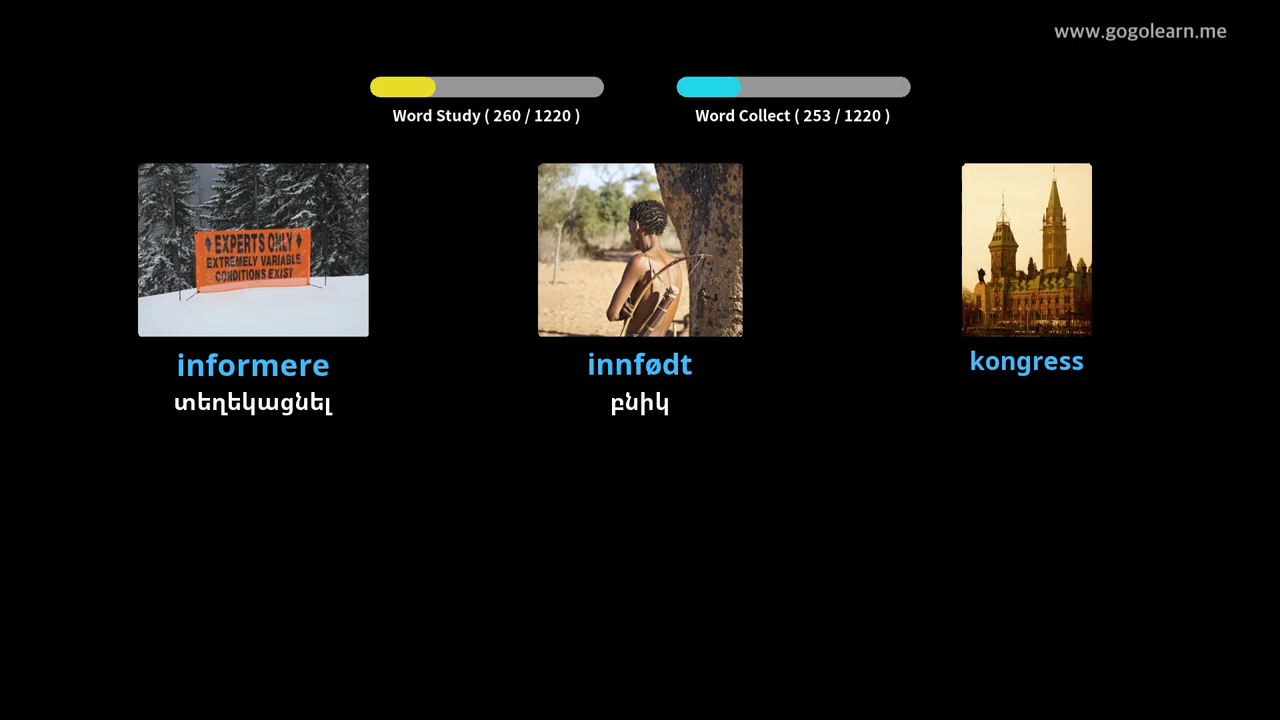 www.gogolearn.me
Word Study ( 260 / 1220 )
Word Collect ( 253 / 1220 )
EXPERTS ONLY
EXTREMELY VARIABLE
CONDITIONS EXIST
informere
տեղեկացնել
innfødt
բնիկ
kongress